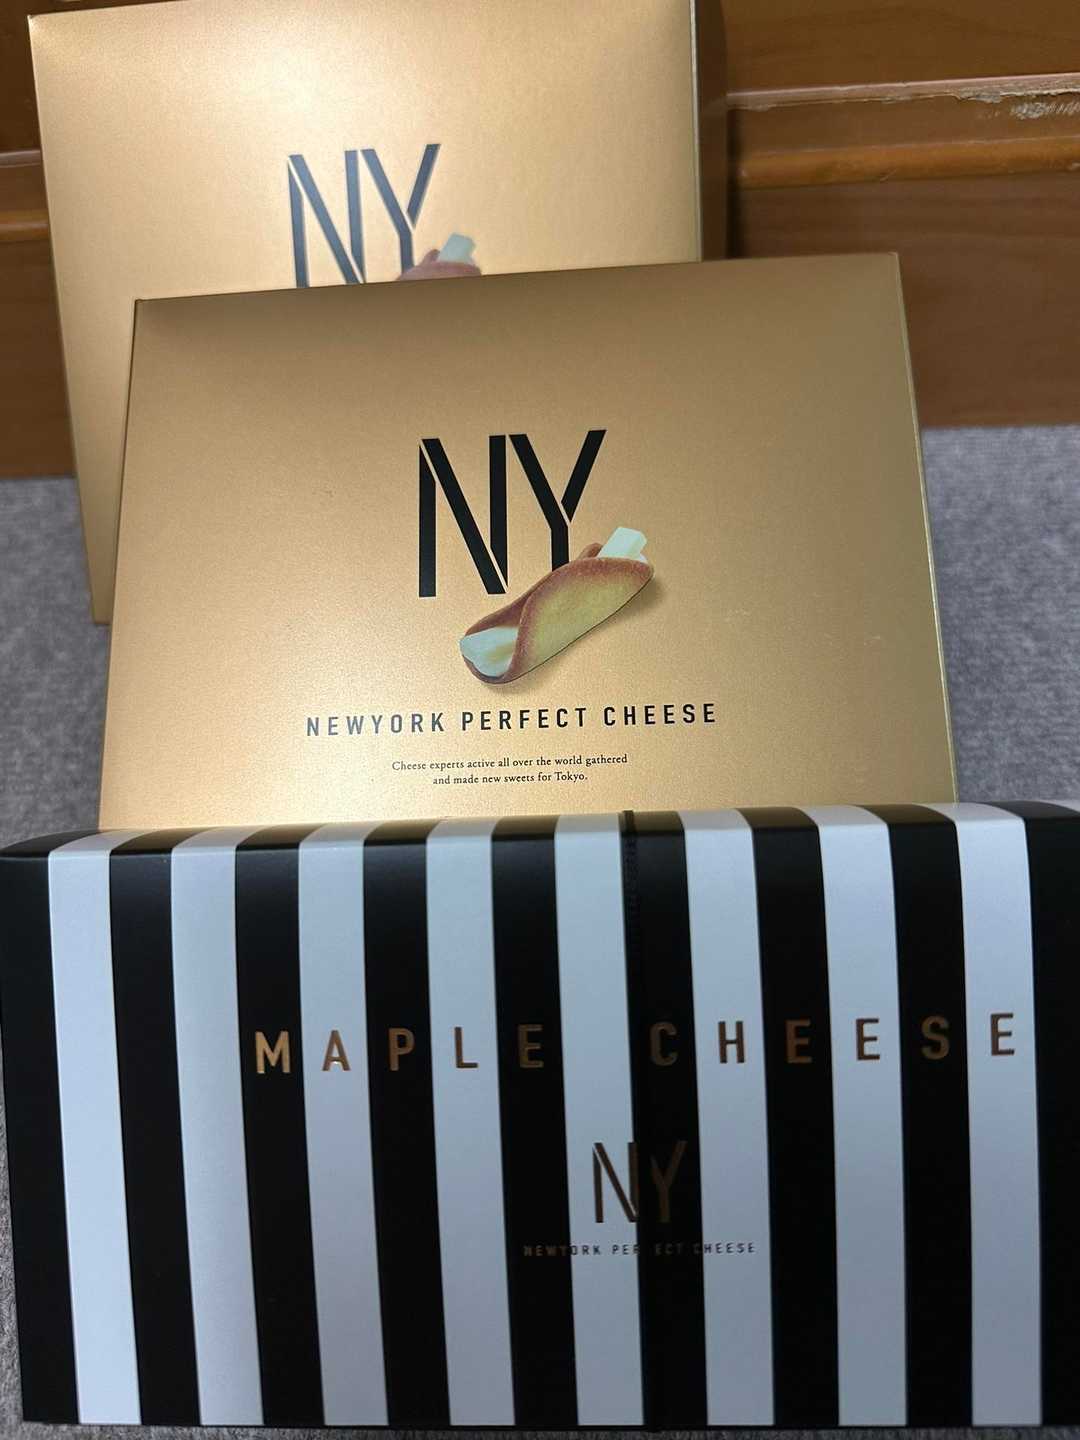 NY
NY
NEWYORK PERFECT CHEESE
Cheese experts active all over the world gathered
and made new sweets for Tokyo.
MAPLE CHEESE
NY
NEWYORK PERFECT CHEESE